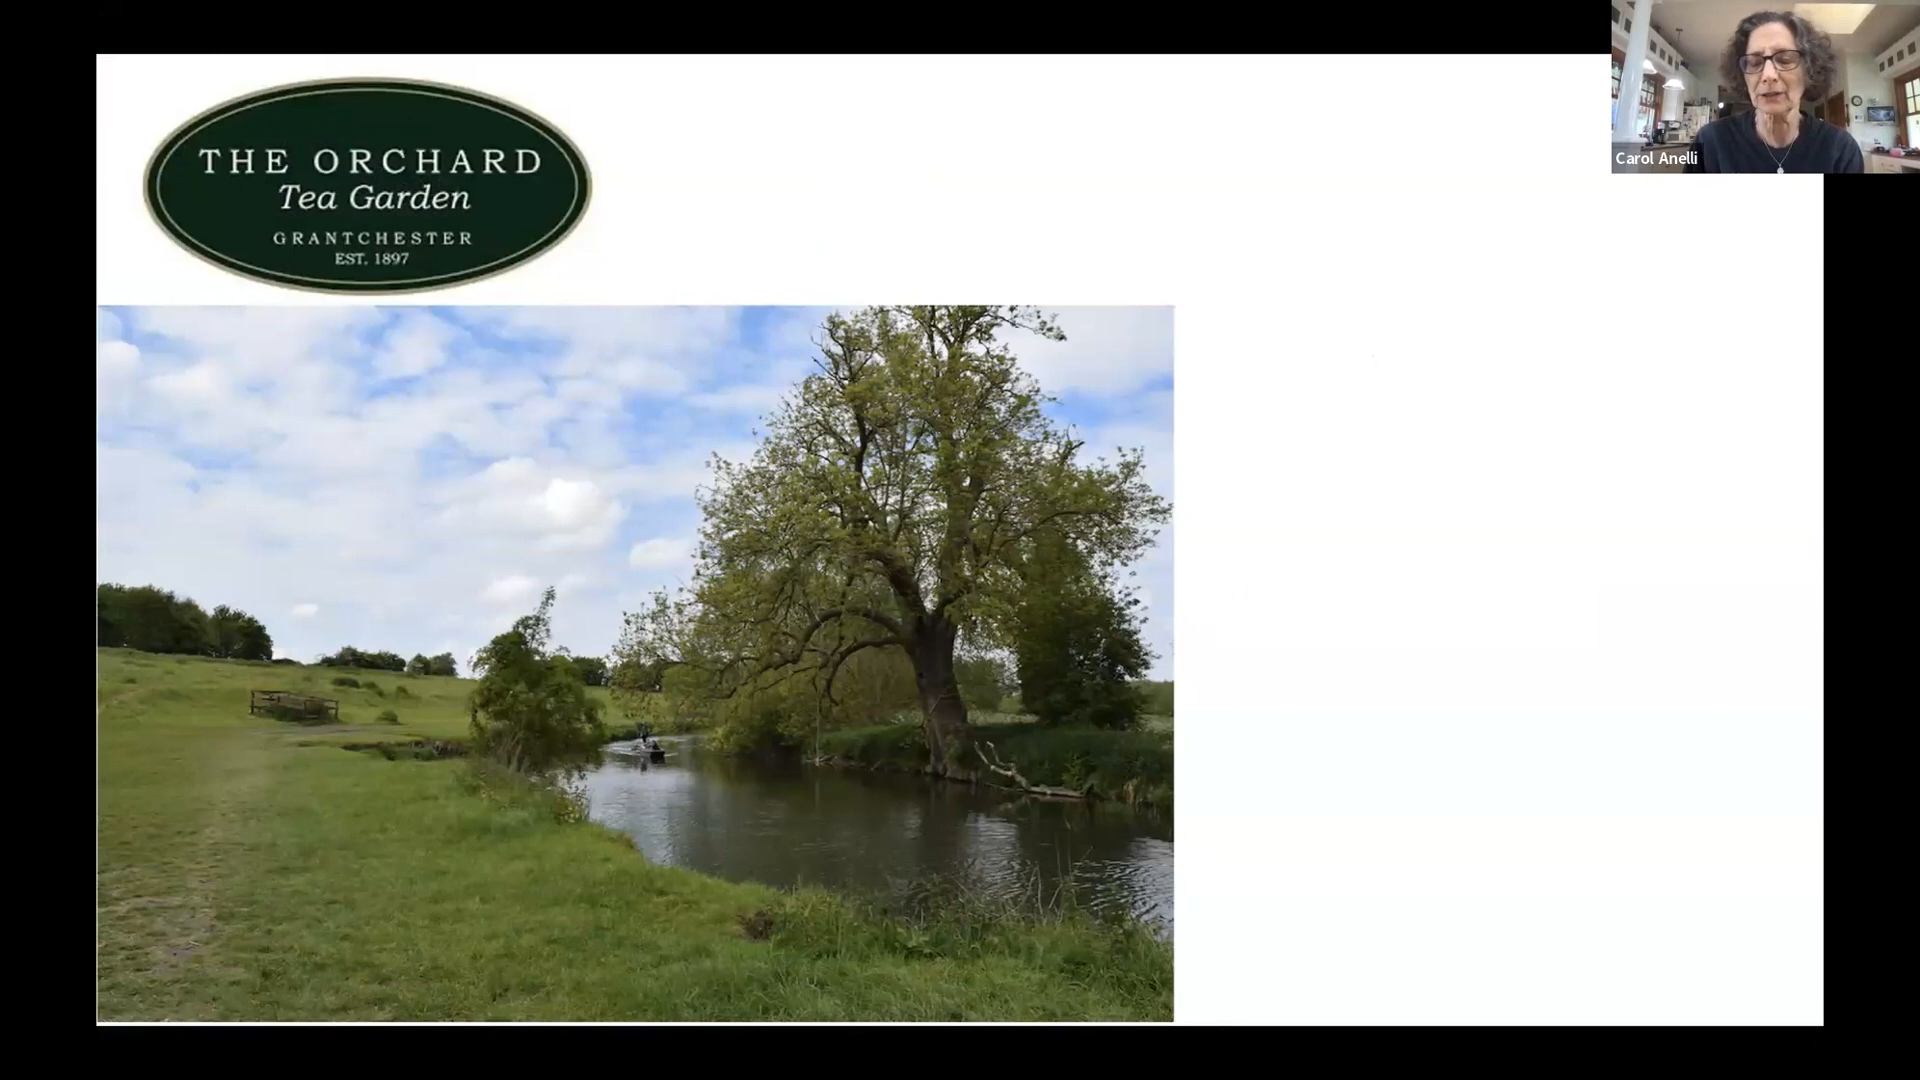 THE ORCHARD
Tea Garden
GRANTCHESTER
EST. 1897
Carol Anelli